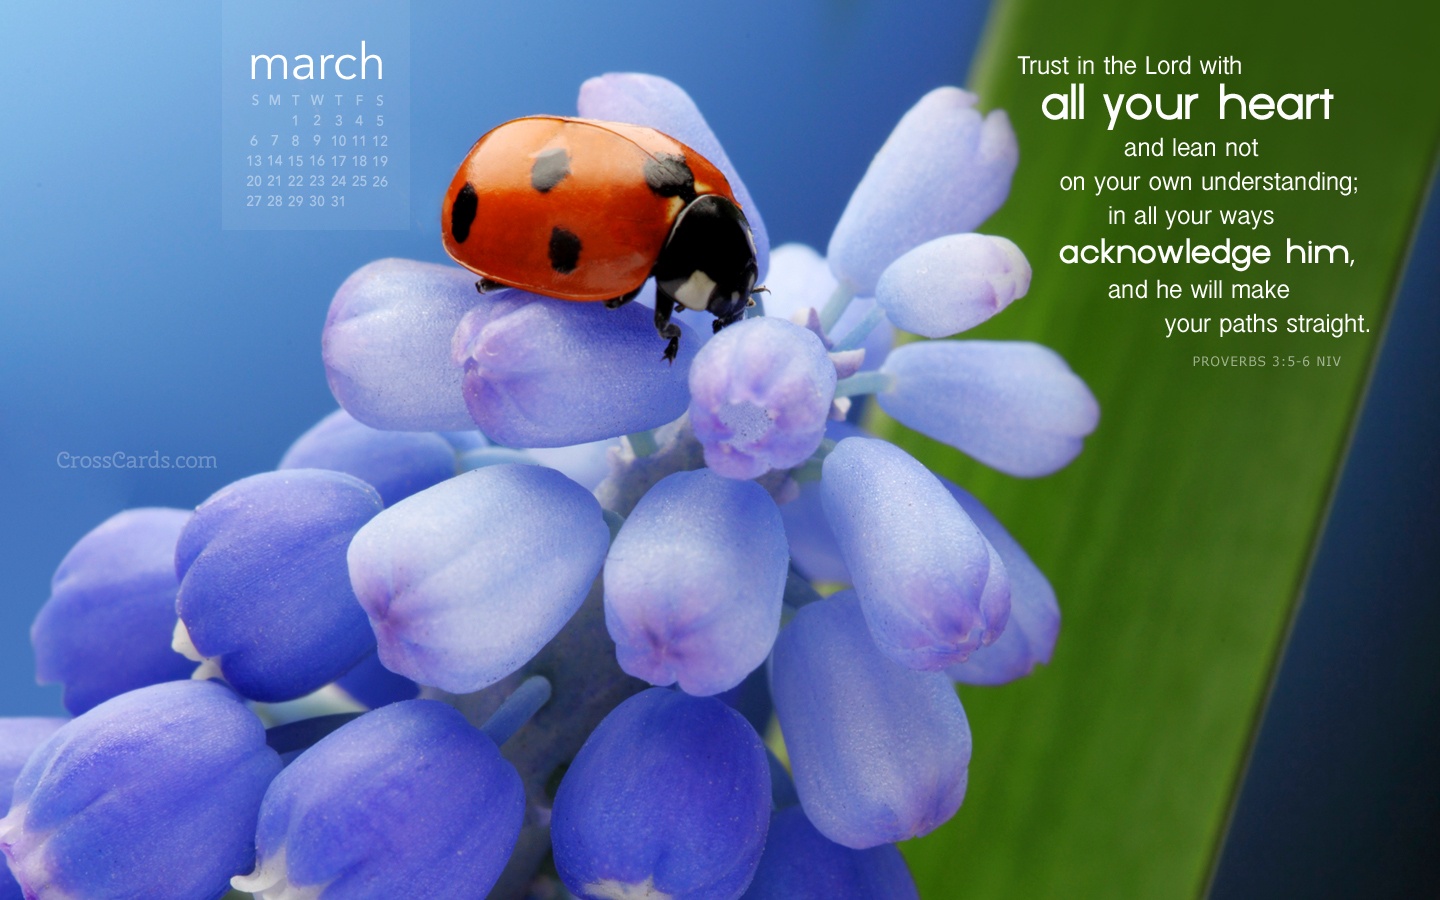 march
S M T W T F S
1 2 3 4 5
6 7 8 9 10 11 12
13 14 15 16 17 18 19
20 21 22 23 24 25 26
27 28 29 30 31
Trust in the Lord with
all your heart
and lean not
on your own understanding;
in all your ways
acknowledge him,
and he will make
your paths straight.
PROVERBS 3:5-6 NIV
CrossCards.com